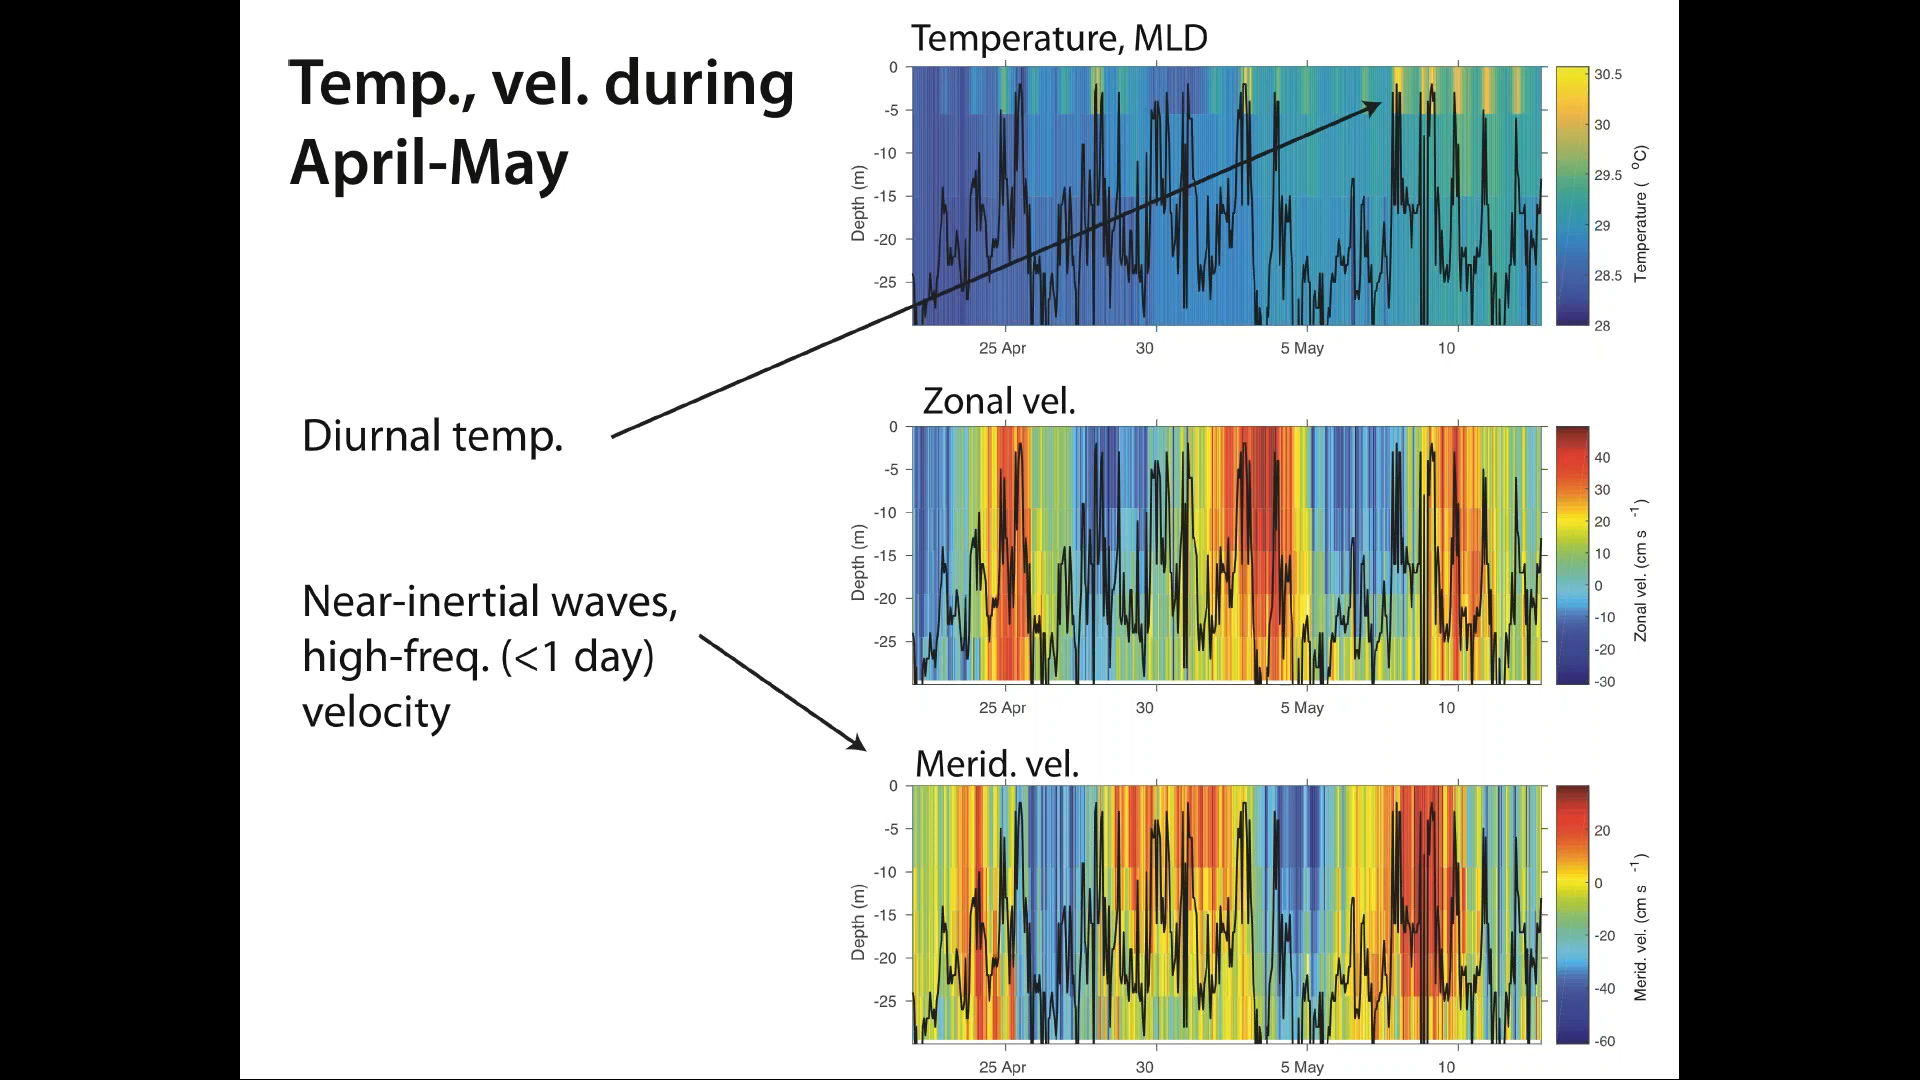 Temp., vel. during
April-May
Diurnal temp.
Near-inertial waves,
high-freq. (<1 day)
velocity
Temperature, MLD
0
-5
-10
-15
-20
-25
Depth (m)
25 Apr
30
5 May
10
30.5
30
29.5
29
28.5
28
Temperature ( °C)
Zonal vel.
0
-5
-10
-15
-20
-25
Depth (m)
25 Apr
30
5 May
10
40
30
20
10
0
-10
-20
-30
Zonal vel. (cm s -1)
Merid. vel.
0
-5
-10
-15
-20
-25
Depth (m)
25 Apr
30
5 May
10
20
0
-20
-40
-60
Merid. vel. (cm s -1)